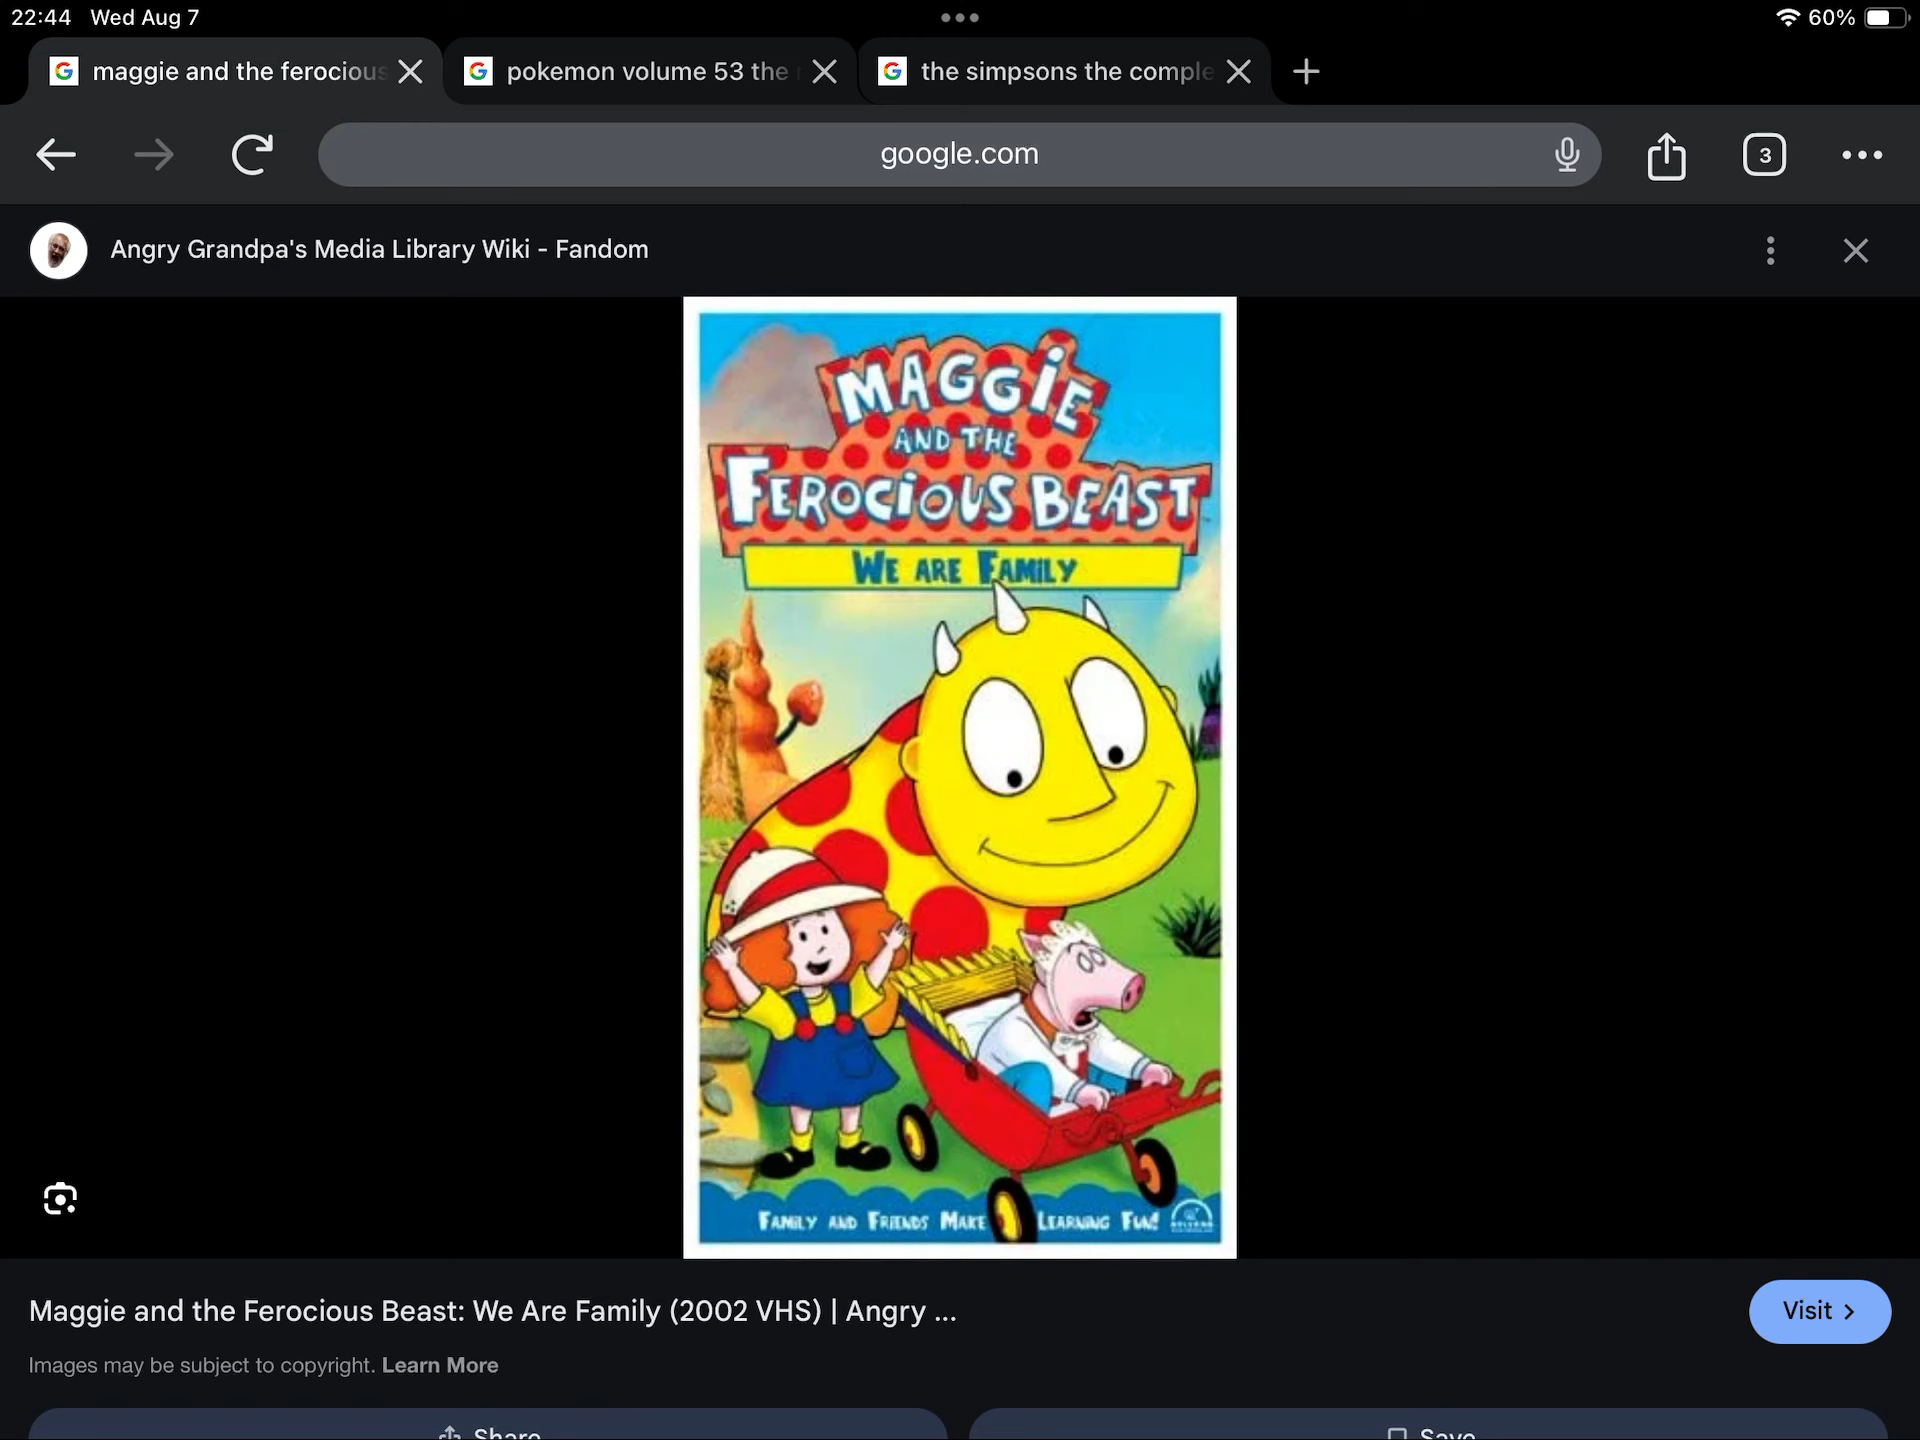 22:44 Wed Aug 7
60%
maggie and the ferocious
pokemon volume 53 the
the simpsons the comple
google.com
3
Angry Grandpa's Media Library Wiki - Fandom
MAGGiE
AND THE
FEROCiOUS BEAST
WE ARE FAMiLY
FAMILY AND FRIENDS MAKE LEARNING FUN!
Maggie and the Ferocious Beast: We Are Family (2002 VHS) | Angry ...
Visit
Images may be subject to copyright. Learn More
Share
Save